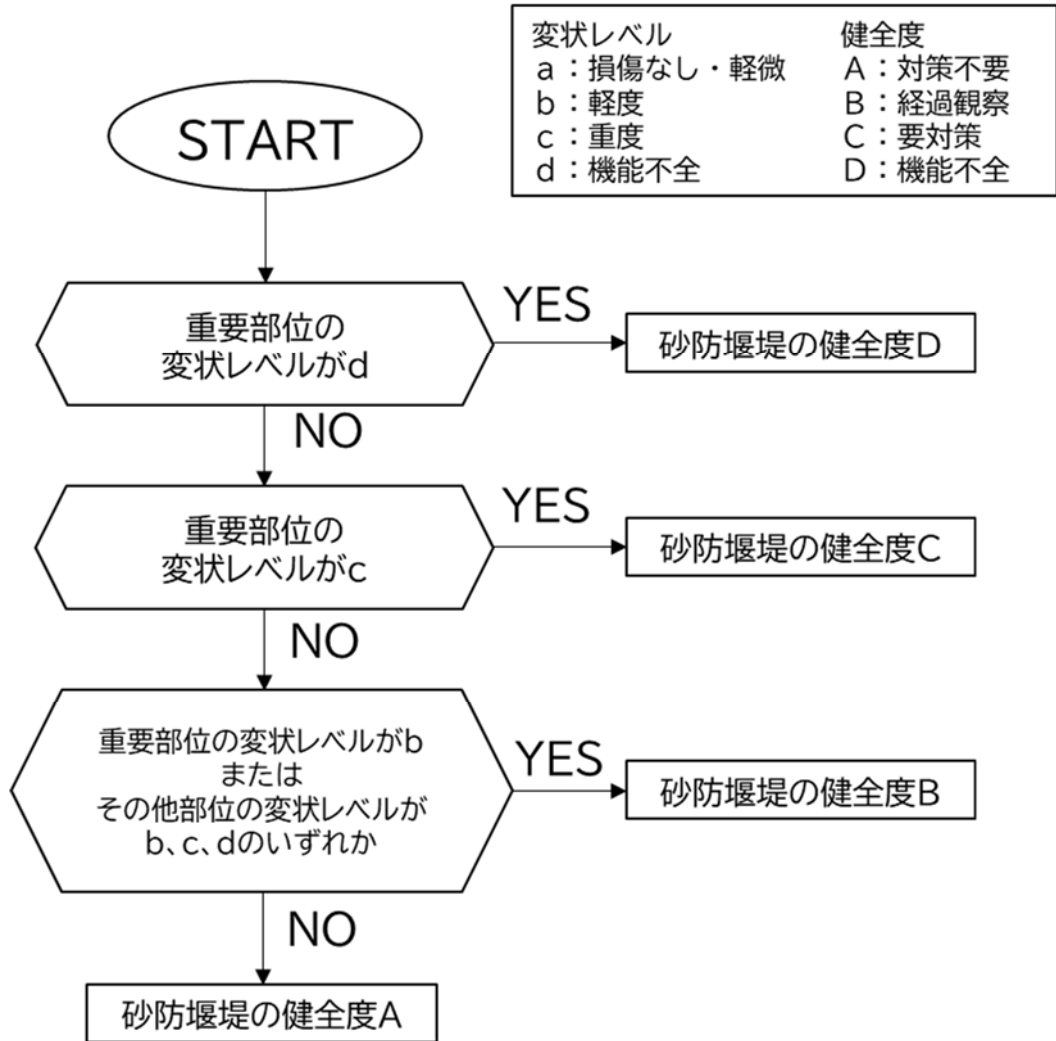 変状レベル
a:損傷なし・軽微
b:軽度
c:重度
d:機能不全
健全度
A:対策不要
B:経過観察
C:要対策
D:機能不全
START
重要部位の
変状レベルがd
YES
砂防堰堤の健全度D
NO
重要部位の
変状レベルがc
YES
砂防堰堤の健全度C
NO
重要部位の変状レベルがb
または
その他部位の変状レベルが
b、c、dのいずれか
YES
砂防堰堤の健全度B
NO
砂防堰堤の健全度A